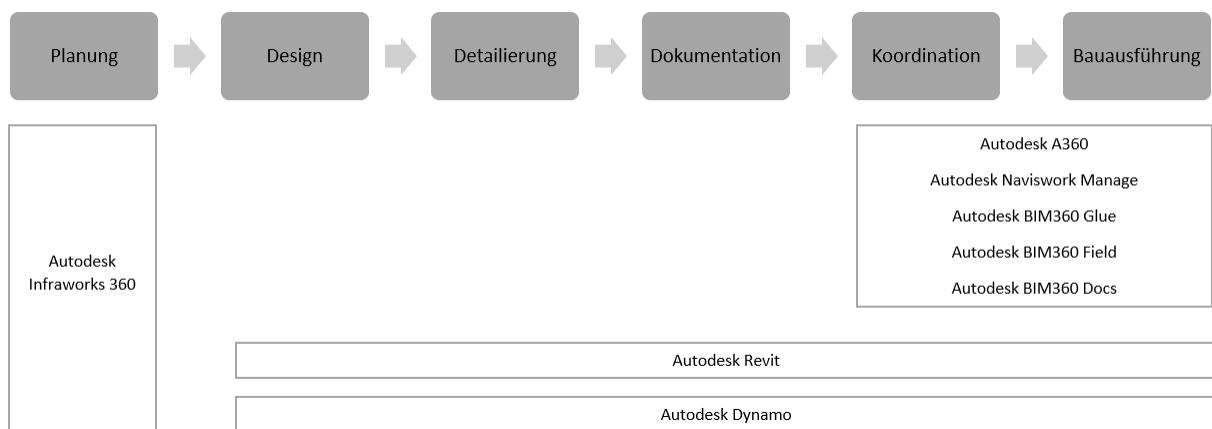 Planung
Design
Detailierung
Dokumentation
Koordination
Bauausführung
Autodesk
Infraworks 360
Autodesk A360
Autodesk Naviswork Manage
Autodesk BIM360 Glue
Autodesk BIM360 Field
Autodesk BIM360 Docs
Autodesk Revit
Autodesk Dynamo